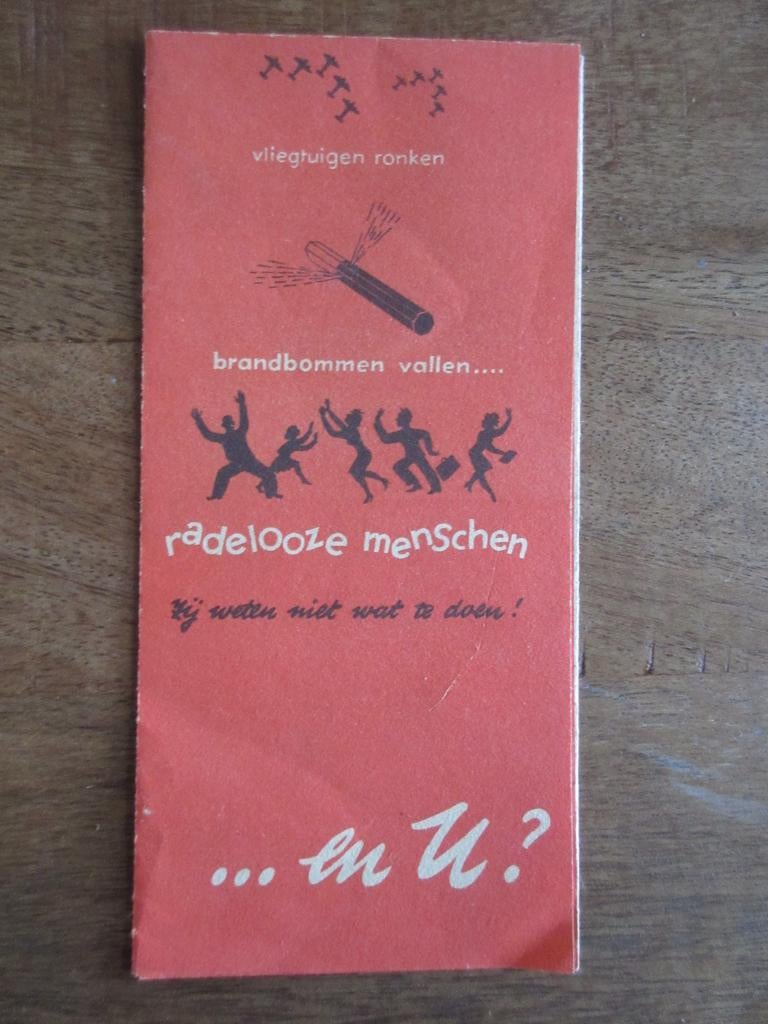 vliegtuigen ronken
brandbommen vallen....
radelooze menschen
Zij weten niet wat te doen!
... en U?